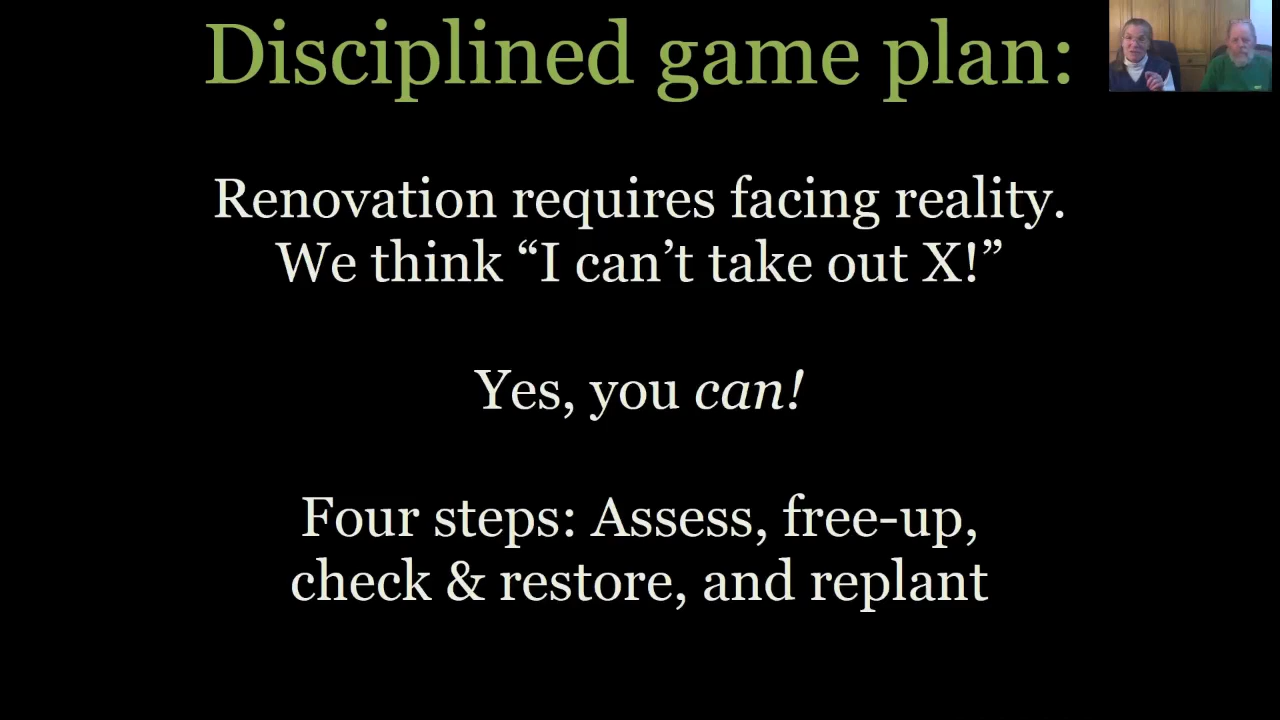 Disciplined game plan:
Renovation requires facing reality.
We think “I can’t take out X!”
Yes, you can!
Four steps: Assess, free-up,
check & restore, and replant